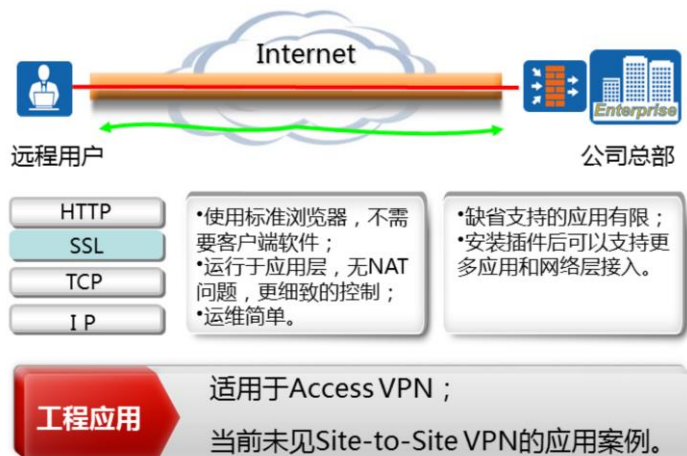 Internet
Enterprise
远程用户
公司总部
HTTP
SSL
TCP
I P
•使用标准浏览器，不需
要客户端软件；
•运行于应用层，无NAT
问题，更细致的控制；
•运维简单。
•缺省支持的应用有限；
•安装插件后可以支持更
多应用和网络层接入。
工程应用
适用于Access VPN；
当前未见Site-to-Site VPN的应用案例。